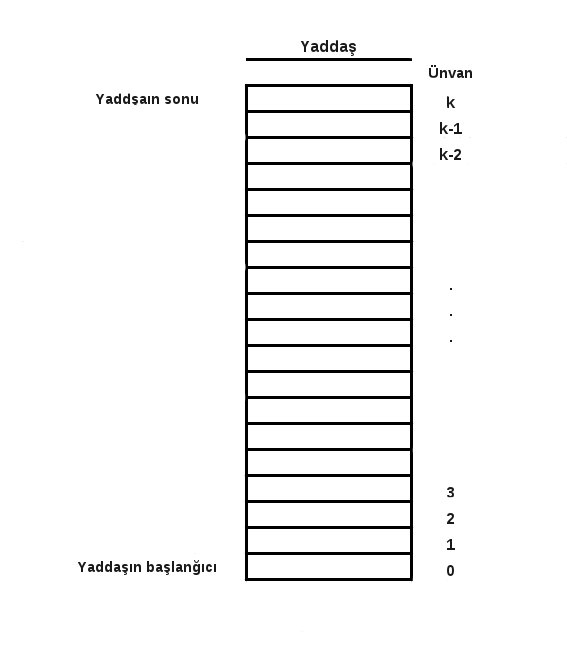 Yaddaş
Ünvan
Yaddşaın sonu
k
k-1
k-2
.
.
.
3
2
1
Yaddaşın başlanğıcı
0